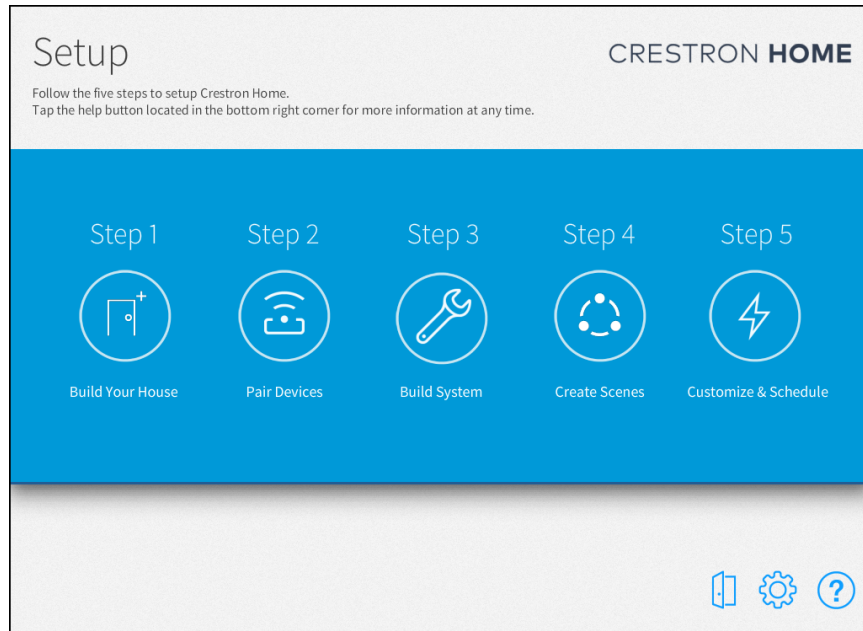 Setup
CRESTRON HOME
Follow the five steps to setup Crestron Home.
Tap the help button located in the bottom right corner for more information at any time.
Step 1
Step 2
Step 3
Step 4
Step 5
Build Your House
Pair Devices
Build System
Create Scenes
Customize & Schedule
?